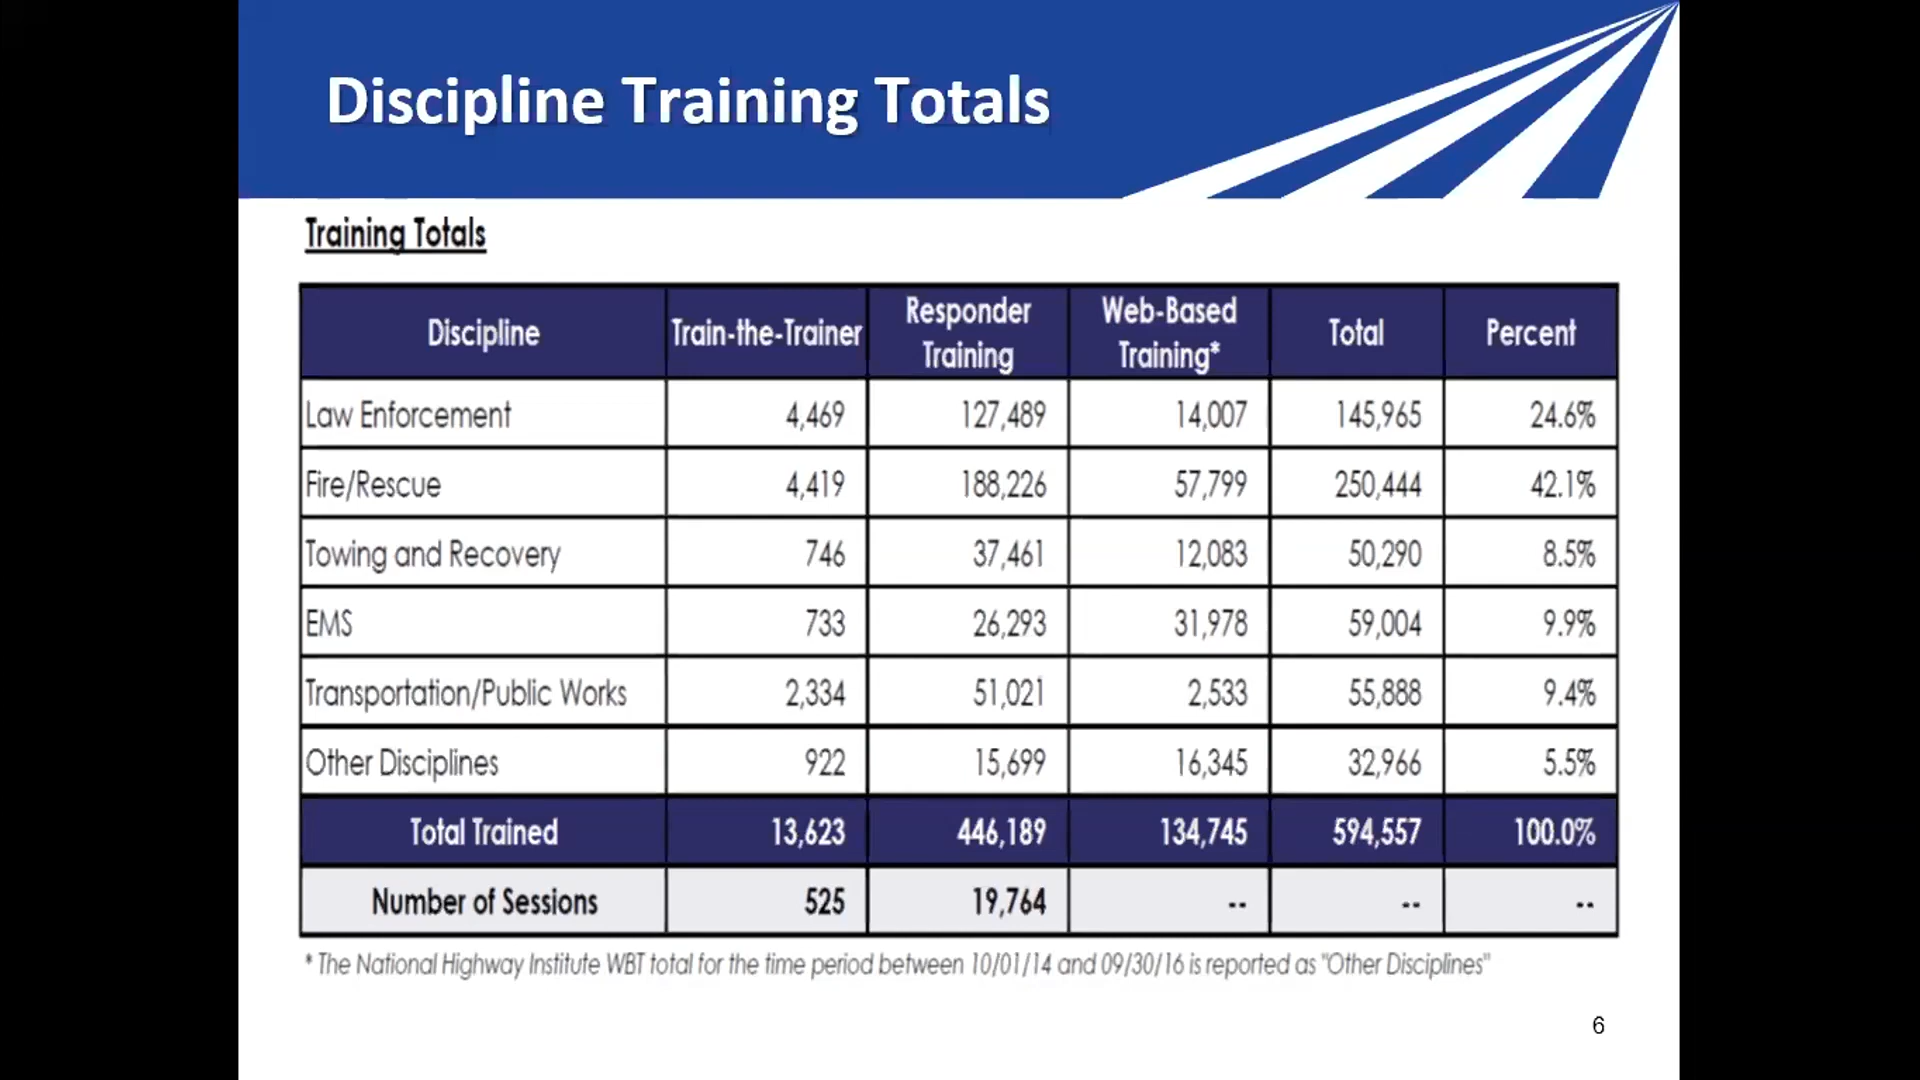 Discipline Training Totals
Training Totals
Discipline Train-the-Trainer Responder Training Web-Based Training* Total Percent
Law Enforcement 4,469 127,489 14,007 145,965 24.6%
Fire/Rescue 4,419 188,226 57,799 250,444 42.1%
Towing and Recovery 746 37,461 12,083 50,290 8.5%
EMS 733 26,293 31,978 59,004 9.9%
Transportation/Public Works 2,334 51,021 2,533 55,888 9.4%
Other Disciplines 922 15,699 16,345 32,966 5.5%
Total Trained 13,623 446,189 134,745 594,557 100.0%
Number of Sessions 525 19,764 -- -- --
* The National Highway Institute WBT total for the time period between 10/01/14 and 09/30/16 is reported as "Other Disciplines"
6